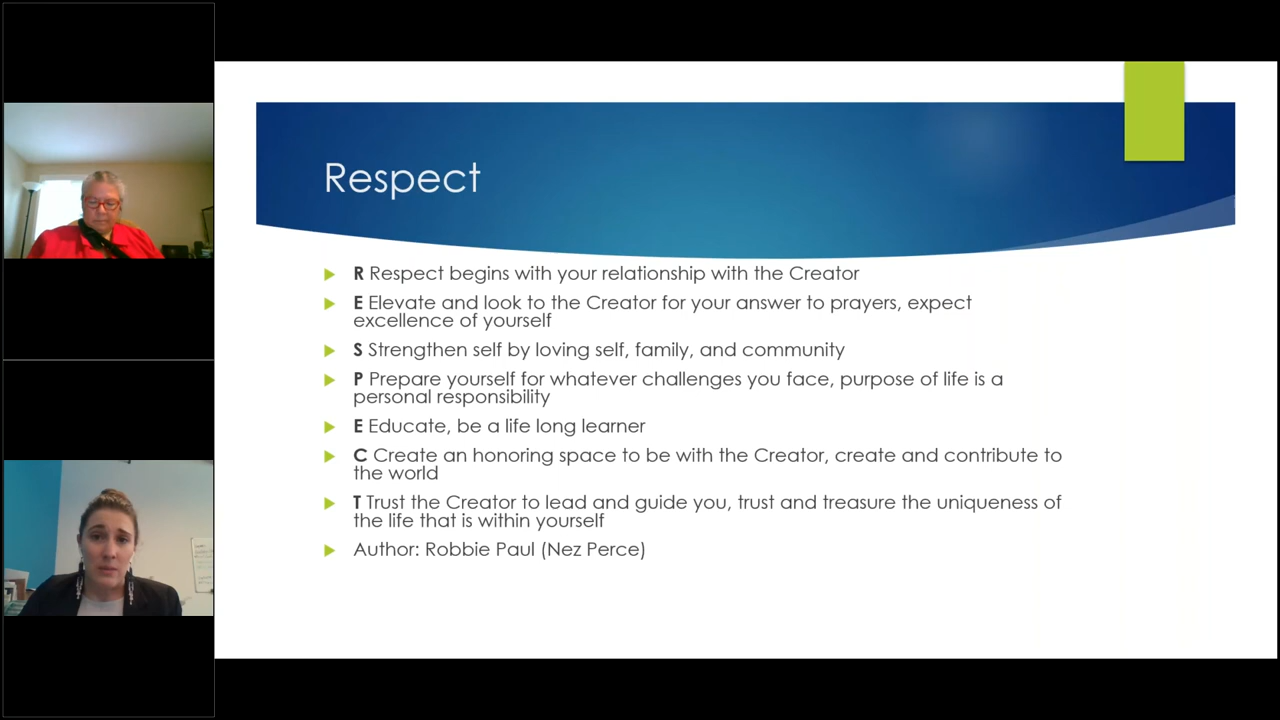 Respect
R Respect begins with your relationship with the Creator
E Elevate and look to the Creator for your answer to prayers, expect
excellence of yourself
S Strengthen self by loving self, family, and community
P Prepare yourself for whatever challenges you face, purpose of life is a
personal responsibility
E Educate, be a life long learner
C Create an honoring space to be with the Creator, create and contribute to
the world
T Trust the Creator to lead and guide you, trust and treasure the uniqueness of
the life that is within yourself
Author: Robbie Paul (Nez Perce)